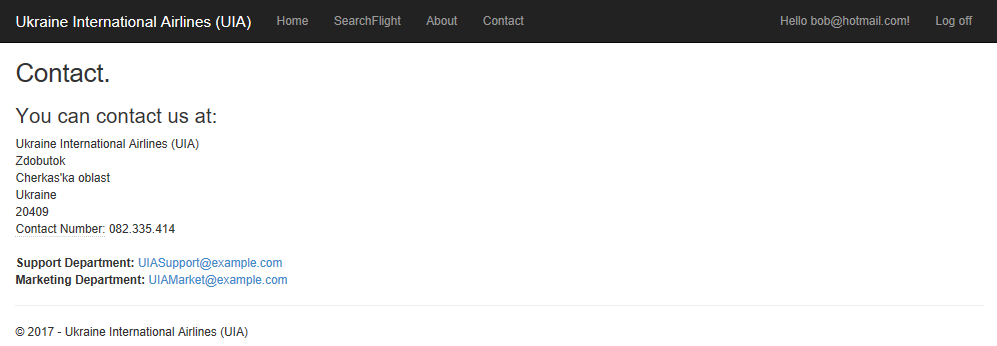 Ukraine International Airlines (UIA) Home SearchFlight About Contact Hello bob@hotmail.com! Log off
Contact.
You can contact us at:
Ukraine International Airlines (UIA)
Zdobutok
Cherkas'ka oblast
Ukraine
20409
Contact Number: 082.335.414
Support Department: UIASupport@example.com
Marketing Department: UIAMarket@example.com
© 2017 - Ukraine International Airlines (UIA)